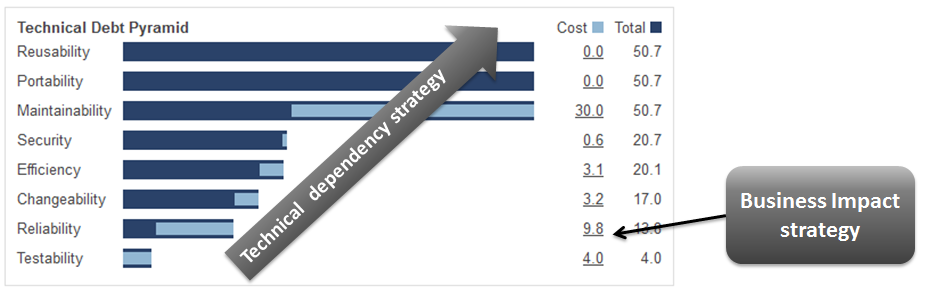 Technical Debt Pyramid Cost Total
Reusability 0.0 50.7
Portability 0.0 50.7
Maintainability 30.0 50.7
Security 0.6 20.7
Efficiency 3.1 20.1
Changeability 3.2 17.0
Reliability 9.8 13.8
Testability 4.0 4.0
Technical dependency strategy
Business Impact
strategy